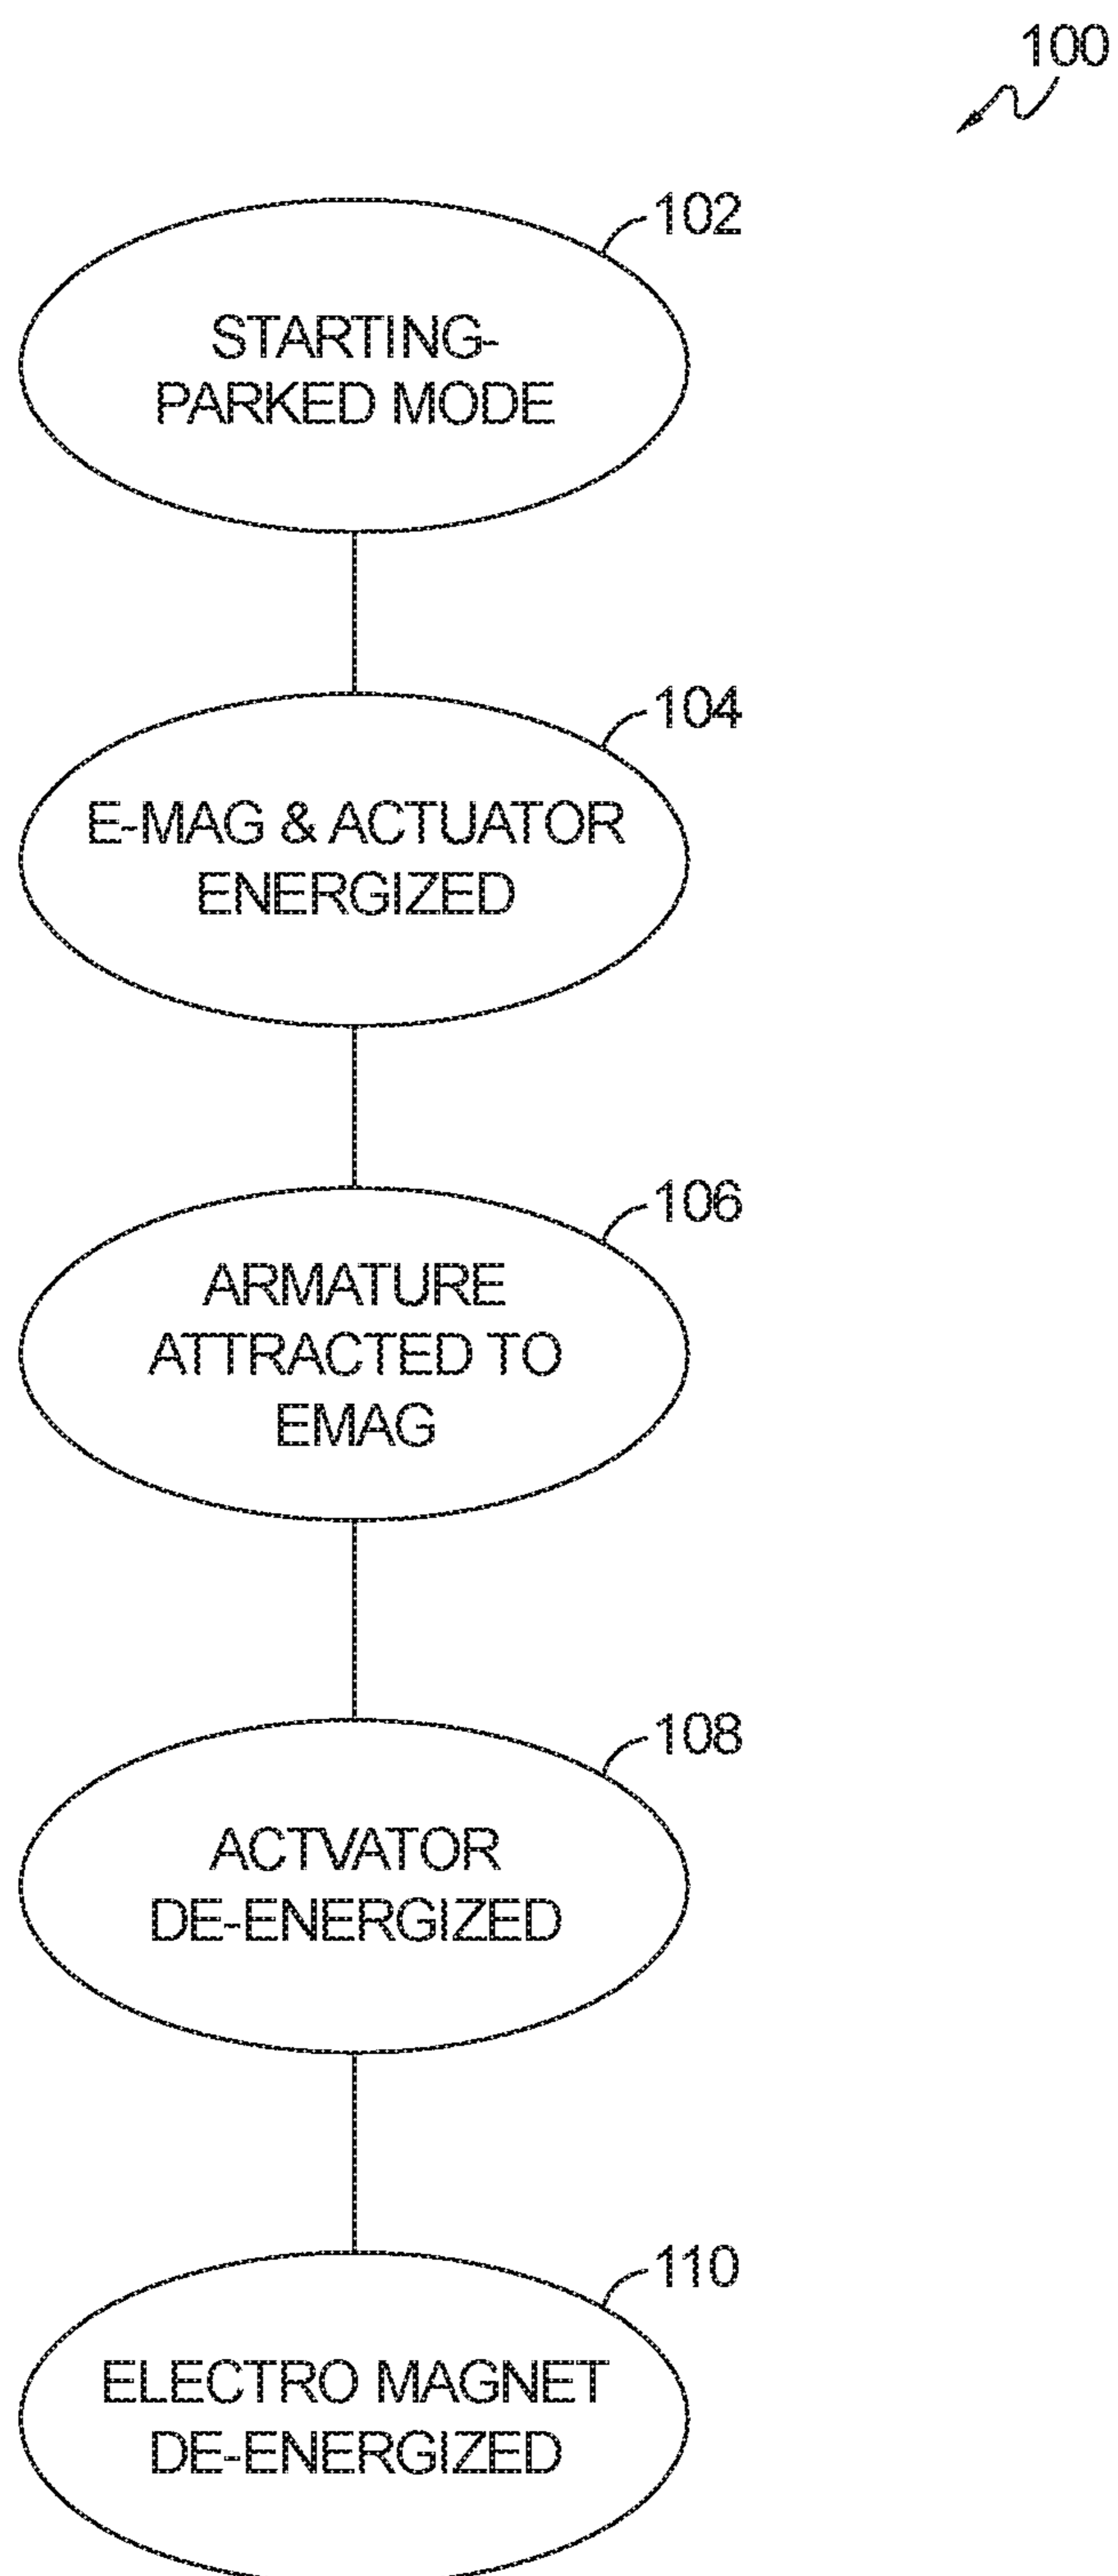 100
102
STARTING-
PARKED MODE
104
E-MAG & ACTUATOR
ENERGIZED
106
ARMATURE
ATTRACTED TO
EMAG
108
ACTVATOR
DE-ENERGIZED
110
ELECTRO MAGNET
DE-ENERGIZED